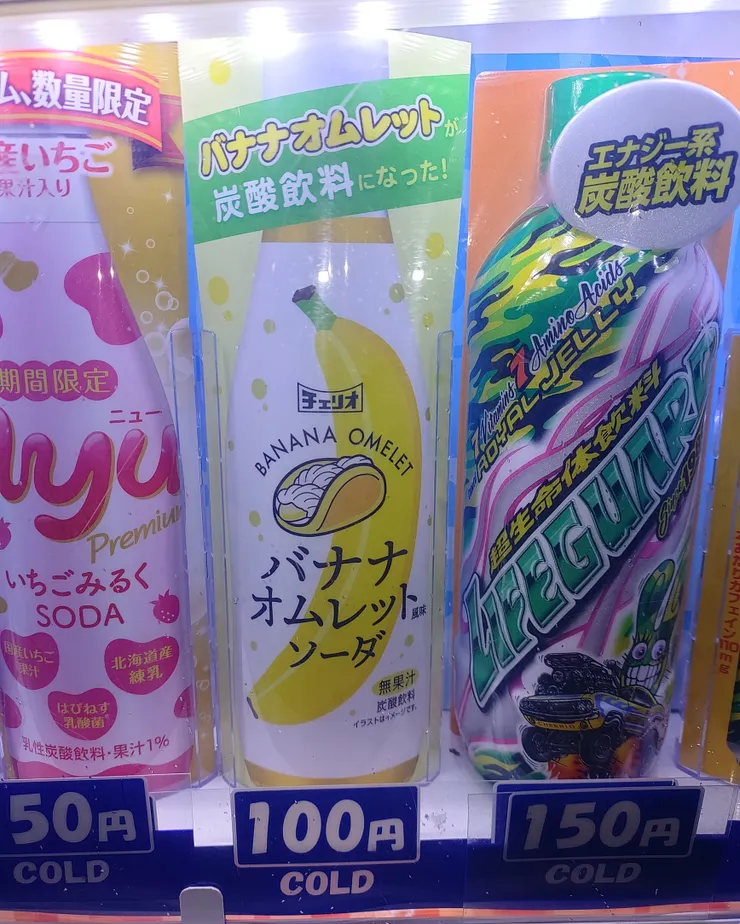 ム、数量限定
産いちご
果汁入り
期間限定
ニュー
nyu
Premium
いちごみるく
SODA
国産いちご
果汁
北海道産
練乳
はぴねす
乳酸菌
乳性炭酸飲料・果汁1%
50円
COLD
バナナオムレットが
炭酸飲料になった!
チェリオ
BANANA OMELET
バナナ
オムレット風味
ソーダ
無果汁
炭酸飲料
イラストはイメージです。
100円
COLD
エナジー系
炭酸飲料
Vitamins 7 Amino Acids
ROYAL JELLY
超生命体飲料
LIFEGUARD
CHEERIO
150円
COLD